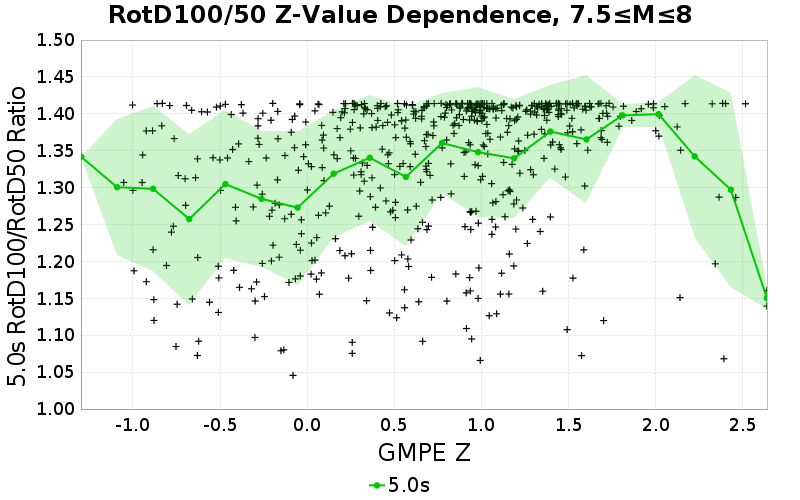 RotD100/50 Z-Value Dependence, 7.5≤M≤8
5.0s RotD100/RotD50 Ratio
1.50
1.45
1.40
1.35
1.30
1.25
1.20
1.15
1.10
1.05
1.00
-1.0 -0.5 0.0 0.5 1.0 1.5 2.0 2.5
GMPE Z
5.0s